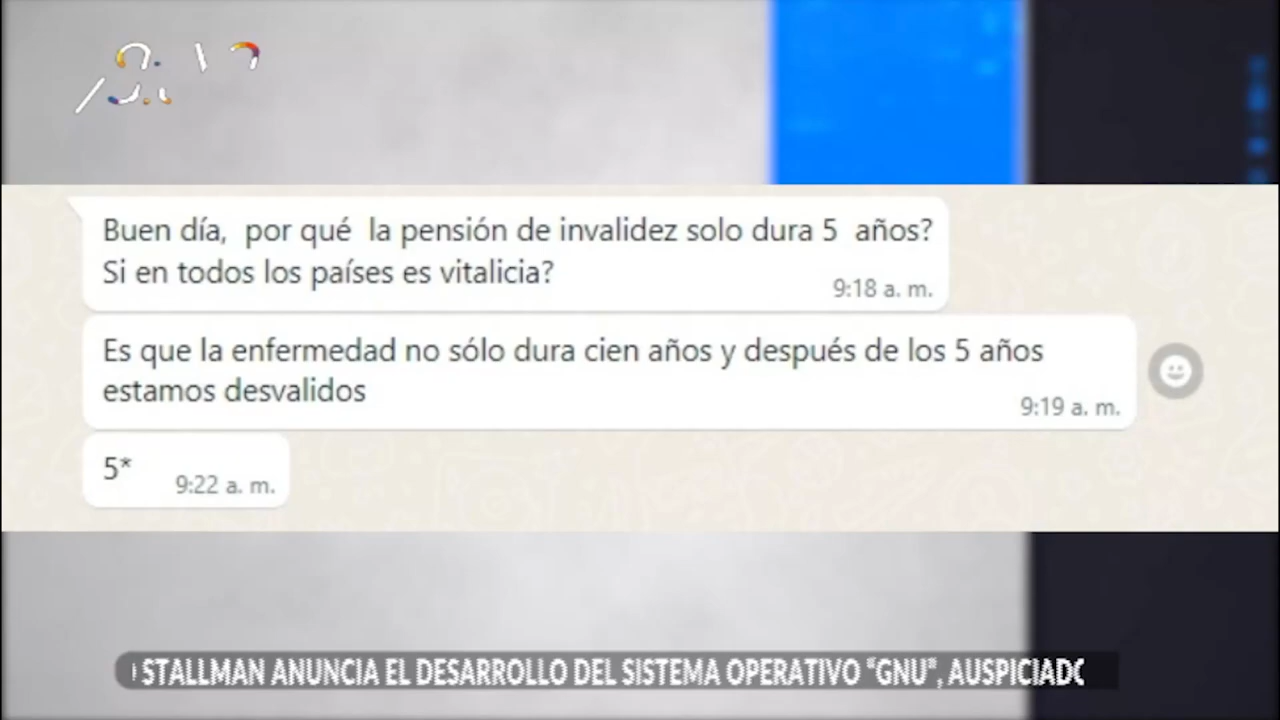 Buen día, por qué la pensión de invalidez solo dura 5 años?
Si en todos los países es vitalicia?
9:18 a. m.
Es que la enfermedad no sólo dura cien años y después de los 5 años
estamos desvalidos
9:19 a. m.
5*
9:22 a. m.
STALLMAN ANUNCIA EL DESARROLLO DEL SISTEMA OPERATIVO "GNU", AUSPICIADO